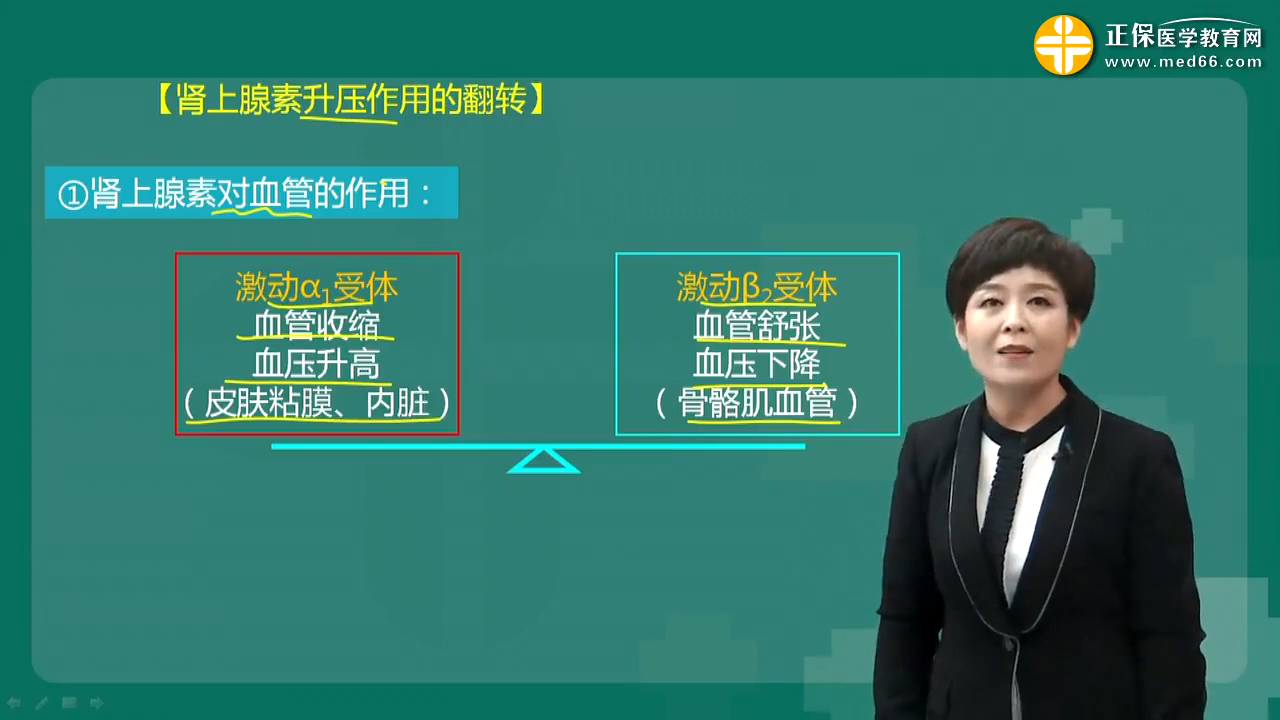 正保医学教育网
www.med66.com
【肾上腺素升压作用的翻转】
①肾上腺素对血管的作用：
激动α₁受体
血管收缩
血压升高
（皮肤粘膜、内脏）
激动β₂受体
血管舒张
血压下降
（骨骼肌血管）